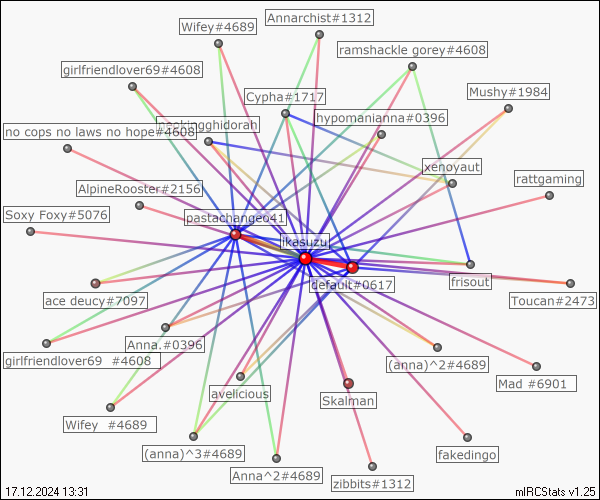 Annarchist#1312
Wifey#4689
ramshackle gorey#4608
girlfriendlover69#4608
Mushy#1984
Cypha#1717
hypomanianna#0396
no cops no laws no hope#4608
xenoyaut
AlpineRooster#2156
rattgaming
Soxy Foxy#5076
pastachangeo41
jkasuzu
frisout
default#0617
ace deucy#7097
Toucan#2473
Anna.#0396
girlfriendlover69 #4608
(anna)^2#4689
Mad #6901
avelicious
Skalman
Wifey #4689
(anna)^3#4689
fakedingo
Anna^2#4689
zibbits#1312
17.12.2024 13:31
mIRCStats v1.25